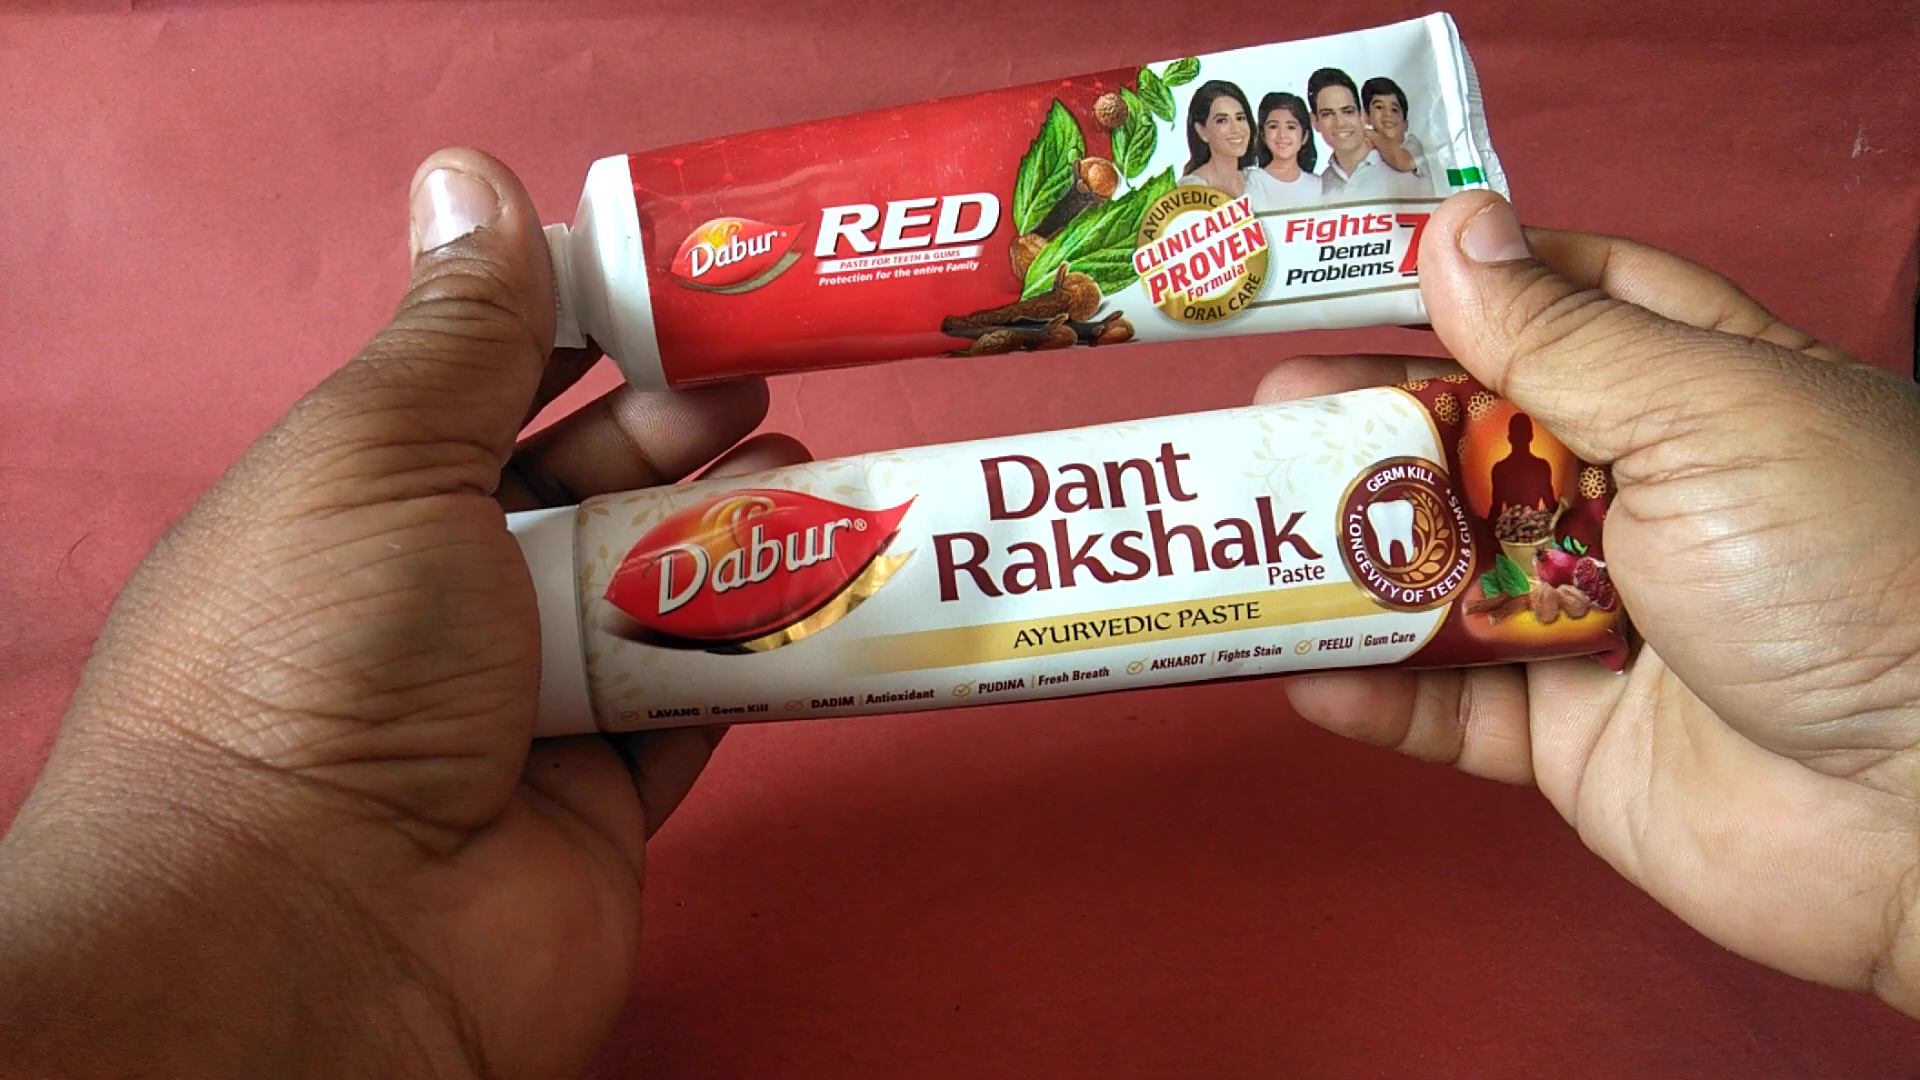 Dabur
RED
PASTE FOR TEETH & GUMS
Protection for the entire Family
AYURVEDIC
CLINICALLY
PROVEN
Formula
ORAL CARE
Fights 7
Dental
Problems
Dabur®
Dant
Rakshak
Paste
AYURVEDIC PASTE
LAVANG | Germ Kill DADIM | Antioxidant PUDINA | Fresh Breath AKHAROT | Fights Stain PEELU | Gum Care
GERM KILL
LONGEVITY OF TEETH & GUMS